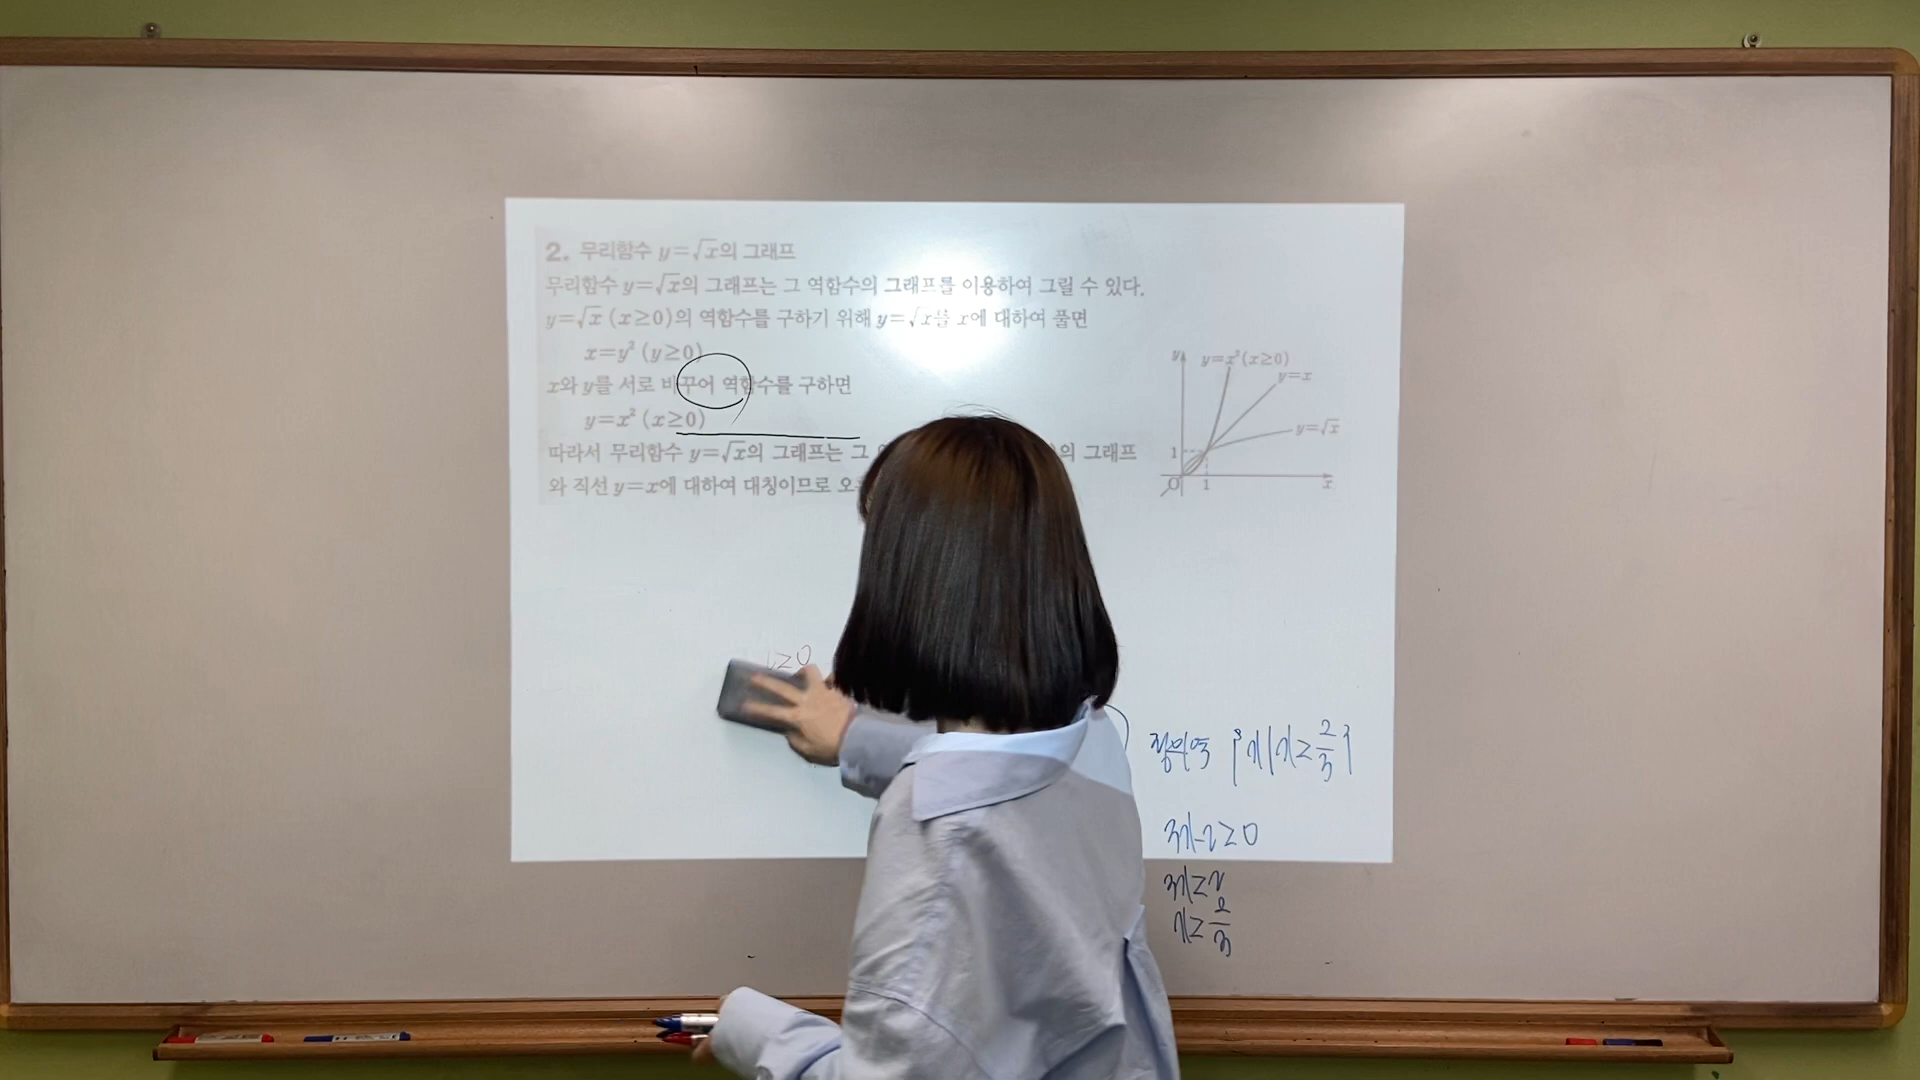 2. 무리함수 y=√x의 그래프
무리함수 y=√x의 그래프는 그 역함수의 그래프를 이용하여 그릴 수 있다.
y=√x (x≥0)의 역함수를 구하기 위해 y=√x를 x에 대하여 풀면
x=y² (y≥0)
x와 y를 서로 바꾸어 역함수를 구하면
y=x² (x≥0)
따라서 무리함수 y=√x의 그래프는 그
의 그래프
와 직선 y=x에 대하여 대칭이므로
y
y=x²(x≥0)
y=x
y=√x
1
O 1 x
≥0
정의역 {x|x≥2/3}
3x-2≥0
3x≥2
x≥2/3